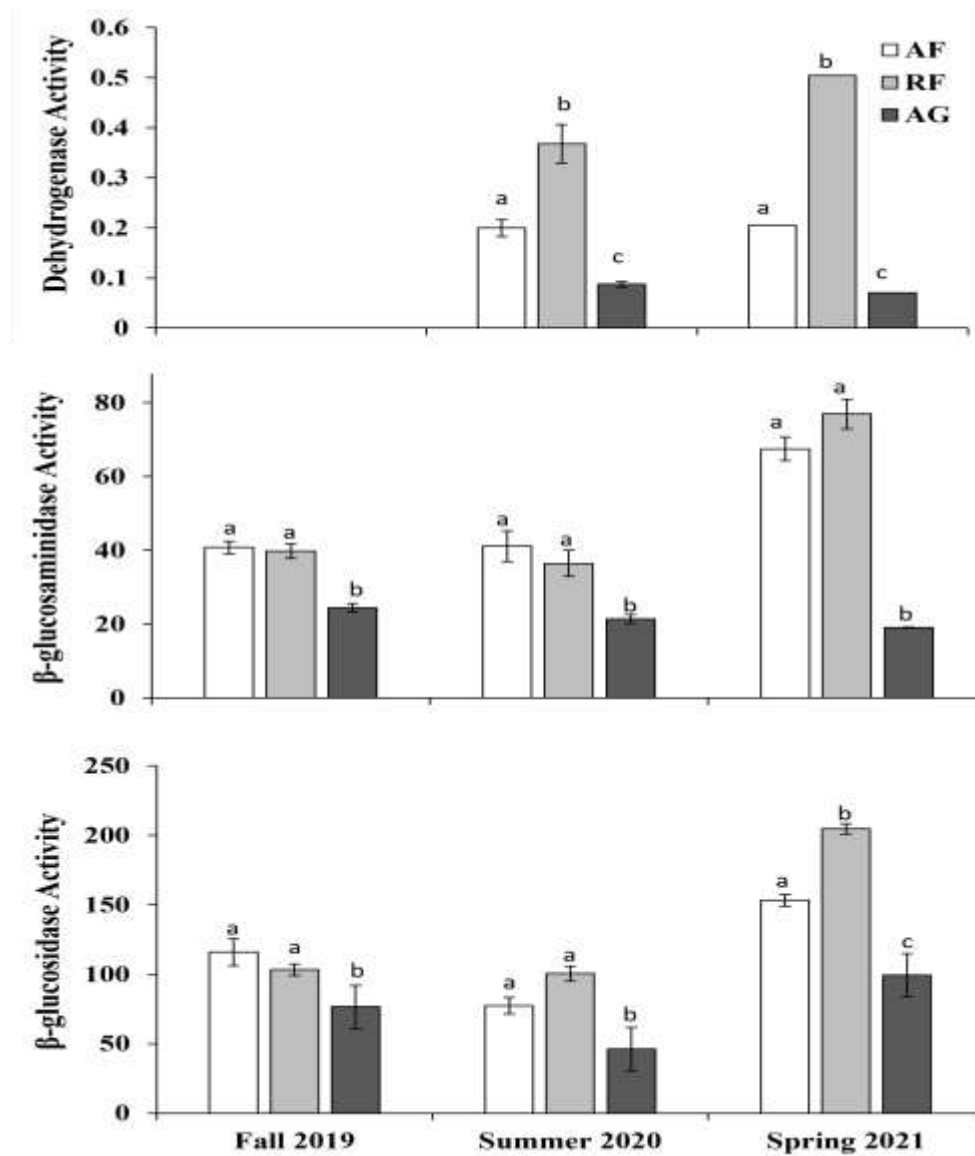 Dehydrogenase Activity
0.6
0.5
0.4
0.3
0.2
0.1
0
AF
RF
AG
a
b
c
a
b
c
β-glucosaminidase Activity
80
60
40
20
0
a
a
b
a
a
b
a
a
b
β-glucosidase Activity
250
200
150
100
50
0
a
a
b
a
a
b
a
b
c
Fall 2019
Summer 2020
Spring 2021